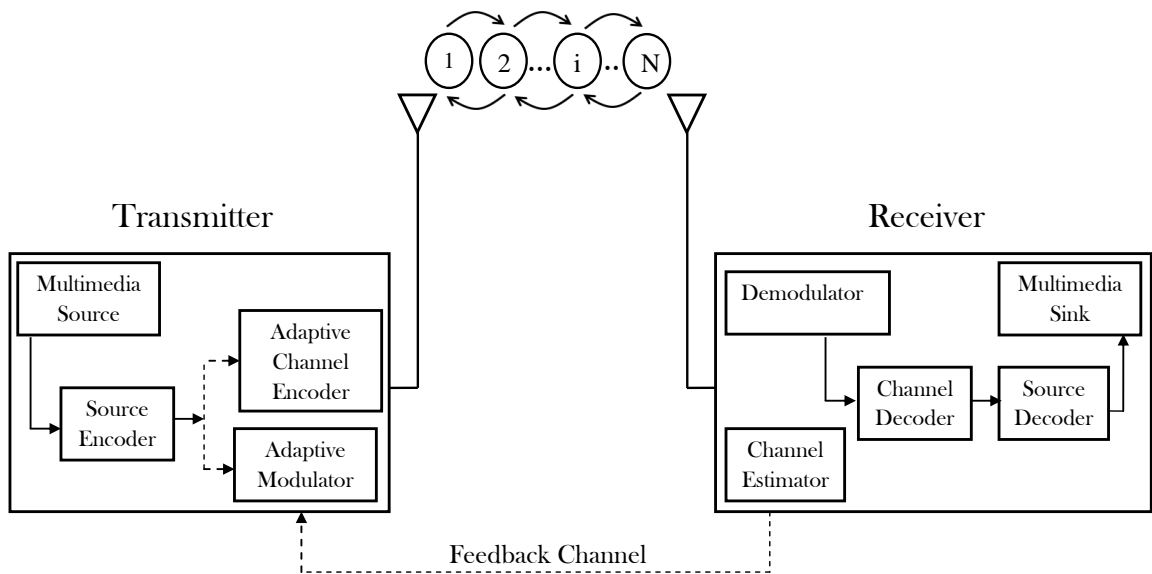 1 2 ... i .. N
Transmitter
Receiver
Multimedia
Source
Adaptive
Channel
Encoder
Source
Encoder
Adaptive
Modulator
Demodulator
Multimedia
Sink
Channel
Decoder
Source
Decoder
Channel
Estimator
Feedback Channel